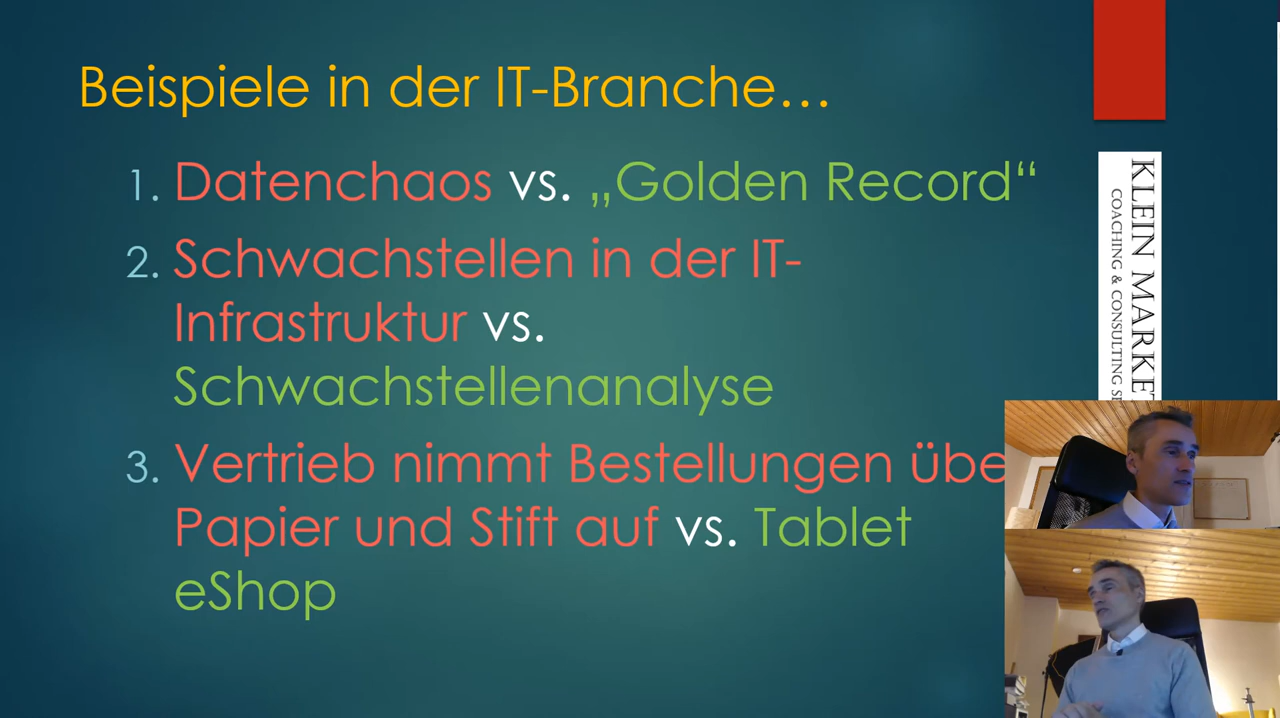 Beispiele in der IT-Branche…
1. Datenchaos vs. „Golden Record“
2. Schwachstellen in der IT-
Infrastruktur vs.
Schwachstellenanalyse
3. Vertrieb nimmt Bestellungen übe
Papier und Stift auf vs. Tablet
eShop
KLEIN MARKE
COACHING & CONSULTING